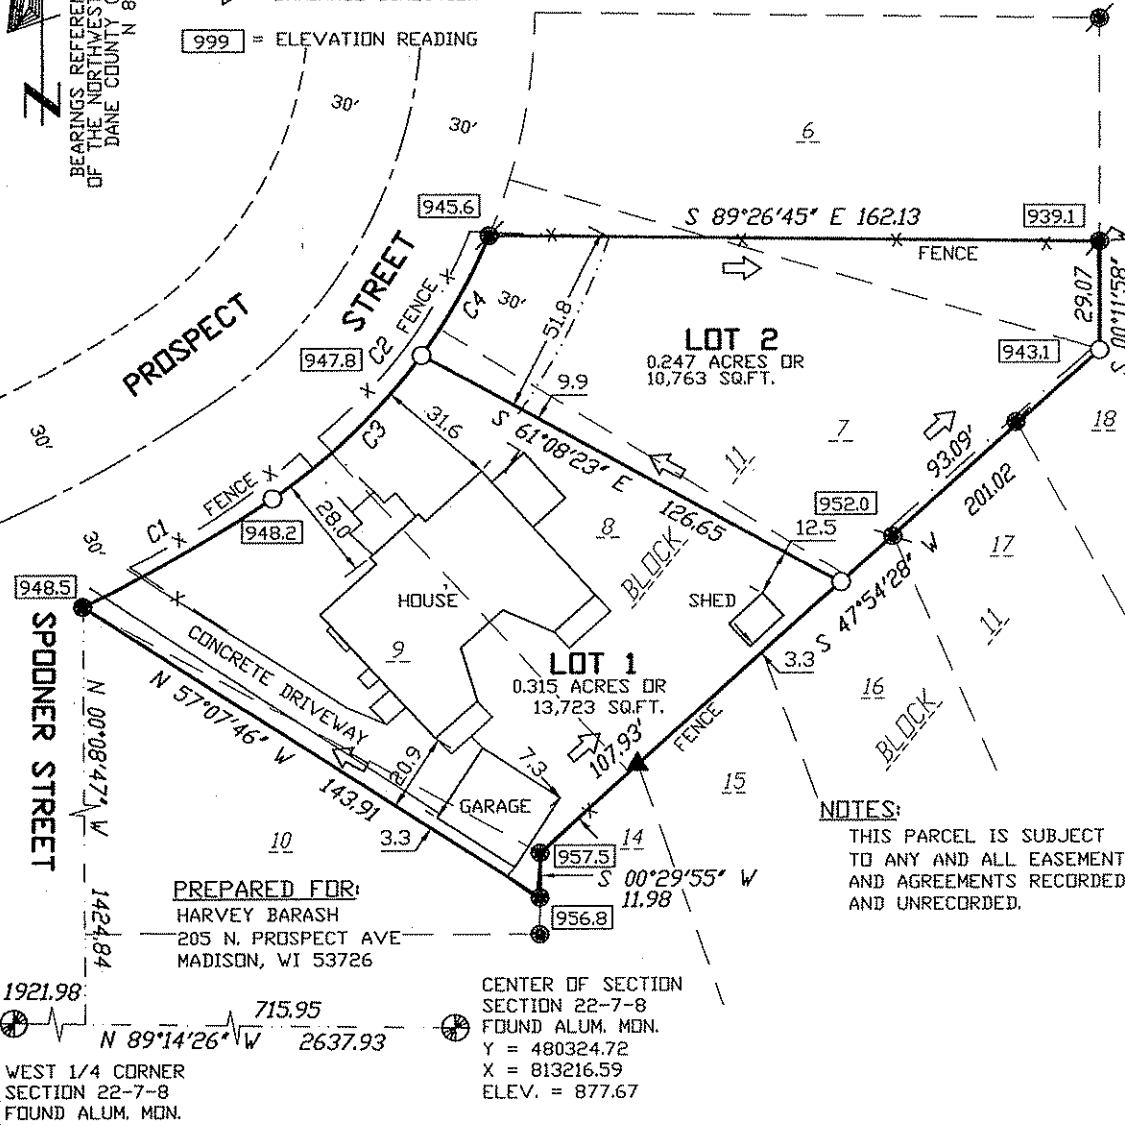 BEARINGS REFEREN
OF THE NORTHWEST
DANE COUNTY C
N 8
999 = ELEVATION READING
30'
30'
6
945.6
S 89°26'45" E 162.13
939.1
FENCE
PROSPECT
STREET
C2 FENCE
C4
30'
51.8
29.07
S 00°11'58"
947.8
LOT 2
0.247 ACRES OR
10,763 SQ.FT.
943.1
9.9
18
30'
C3
31.6
S 61°08'23" E
126.65
7
11
93.09'
201.02
C1
FENCE
948.2
28.0
8
952.0
12.5
17
30'
948.5
HOUSE
BLOCK
SHED
S 47°54'28" W
11
SPOONER STREET
CONCRETE DRIVEWAY
9
LOT 1
0.315 ACRES OR
13,723 SQ.FT.
3.3
16
BLOCK
N 57°07'46" W
143.91
FENCE
107.93'
N 00°08'47" W
1424.84
20.9
7.3
15
GARAGE
NOTES:
THIS PARCEL IS SUBJECT
TO ANY AND ALL EASEMENT
AND AGREEMENTS RECORDED
AND UNRECORDED.
10
3.3
957.5
14
S 00°29'55" W
11.98
956.8
PREPARED FOR:
HARVEY BARASH
205 N. PROSPECT AVE
MADISON, WI 53726
1921.98
715.95
N 89°14'26" W 2637.93
CENTER OF SECTION
SECTION 22-7-8
FOUND ALUM. MON.
Y = 480324.72
X = 813216.59
ELEV. = 877.67
WEST 1/4 CORNER
SECTION 22-7-8
FOUND ALUM. MON.